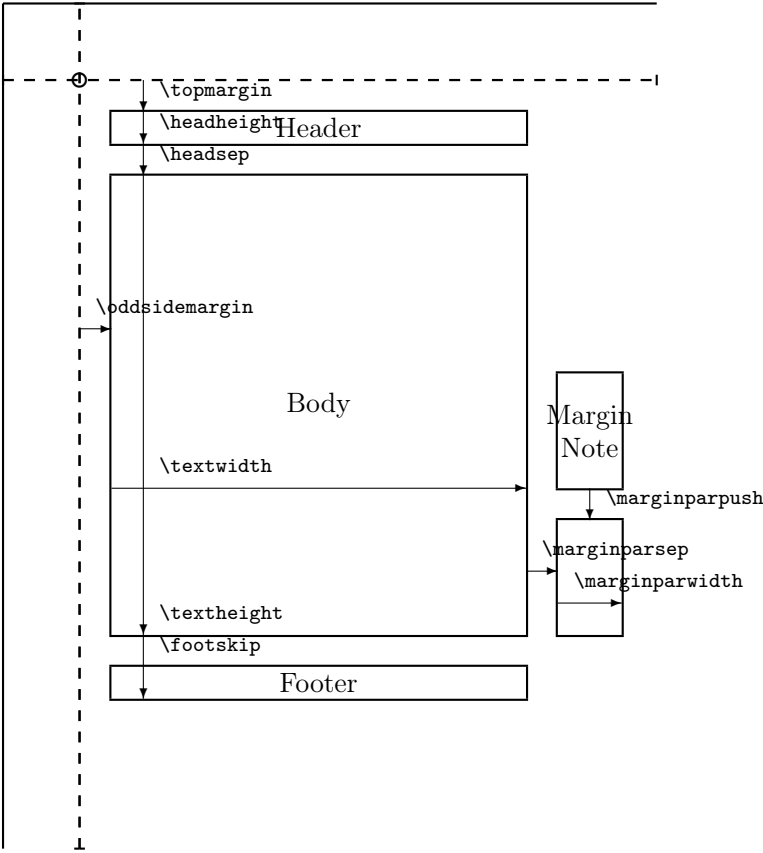 \topmargin
\headheight
Header
\headsep
\oddsidemargin
Body
Margin
Note
\textwidth
\marginparpush
\marginparsep
\marginparwidth
\textheight
\footskip
Footer